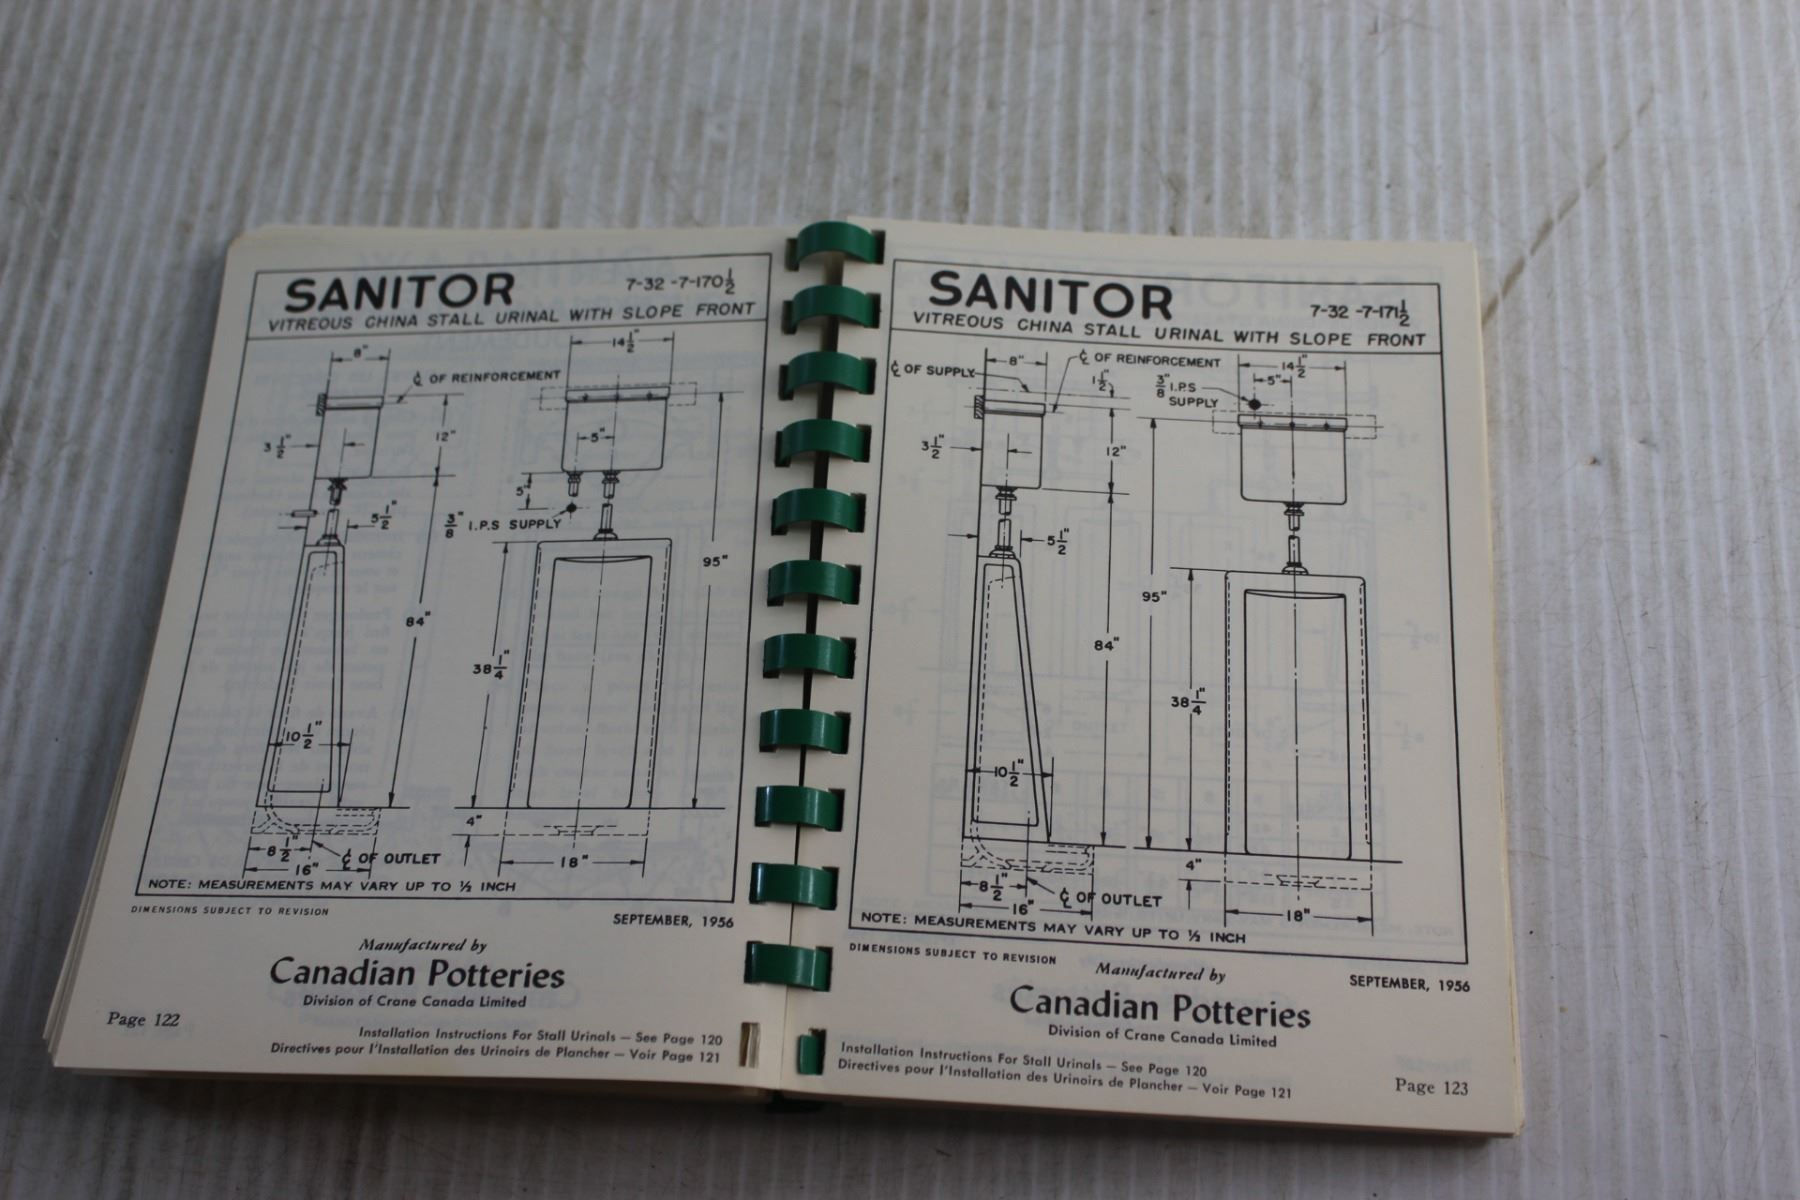 SANITOR
7-32 -7-170½
VITREOUS CHINA STALL URINAL WITH SLOPE FRONT
8"
14½"
℄ OF REINFORCEMENT
12"
3½"
5"
5"
5½"
3/8" I.P.S SUPPLY
95"
84"
38¼"
10½"
4"
8½"
℄ OF OUTLET
16"
18"
NOTE: MEASUREMENTS MAY VARY UP TO ½ INCH
DIMENSIONS SUBJECT TO REVISION
SEPTEMBER, 1956
Manufactured by
Canadian Potteries
Division of Crane Canada Limited
Page 122
Installation Instructions For Stall Urinals — See Page 120
Directives pour l'Installation des Urinoirs de Plancher — Voir Page 121
SANITOR
7-32 -7-171½
VITREOUS CHINA STALL URINAL WITH SLOPE FRONT
8"
℄ OF REINFORCEMENT
14½"
℄ OF SUPPLY
1½"
3/8" I.P.S
SUPPLY
5"
3½"
12"
5½"
95"
84"
38¼"
10½"
4"
8½"
℄ OF OUTLET
16"
18"
NOTE: MEASUREMENTS MAY VARY UP TO ½ INCH
DIMENSIONS SUBJECT TO REVISION
SEPTEMBER, 1956
Manufactured by
Canadian Potteries
Division of Crane Canada Limited
Installation Instructions For Stall Urinals — See Page 120
Directives pour l'Installation des Urinoirs de Plancher — Voir Page 121
Page 123